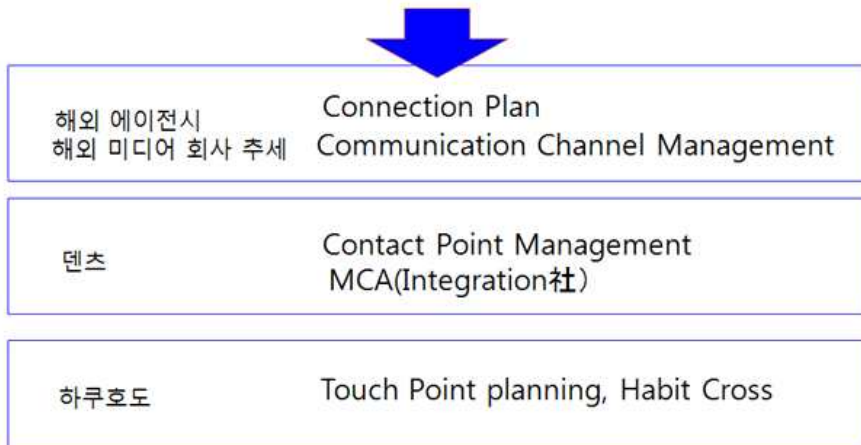 해외 에이전시 Connection Plan
해외 미디어 회사 추세 Communication Channel Management
덴츠 Contact Point Management
MCA(Integration社)
하쿠호도 Touch Point planning, Habit Cross